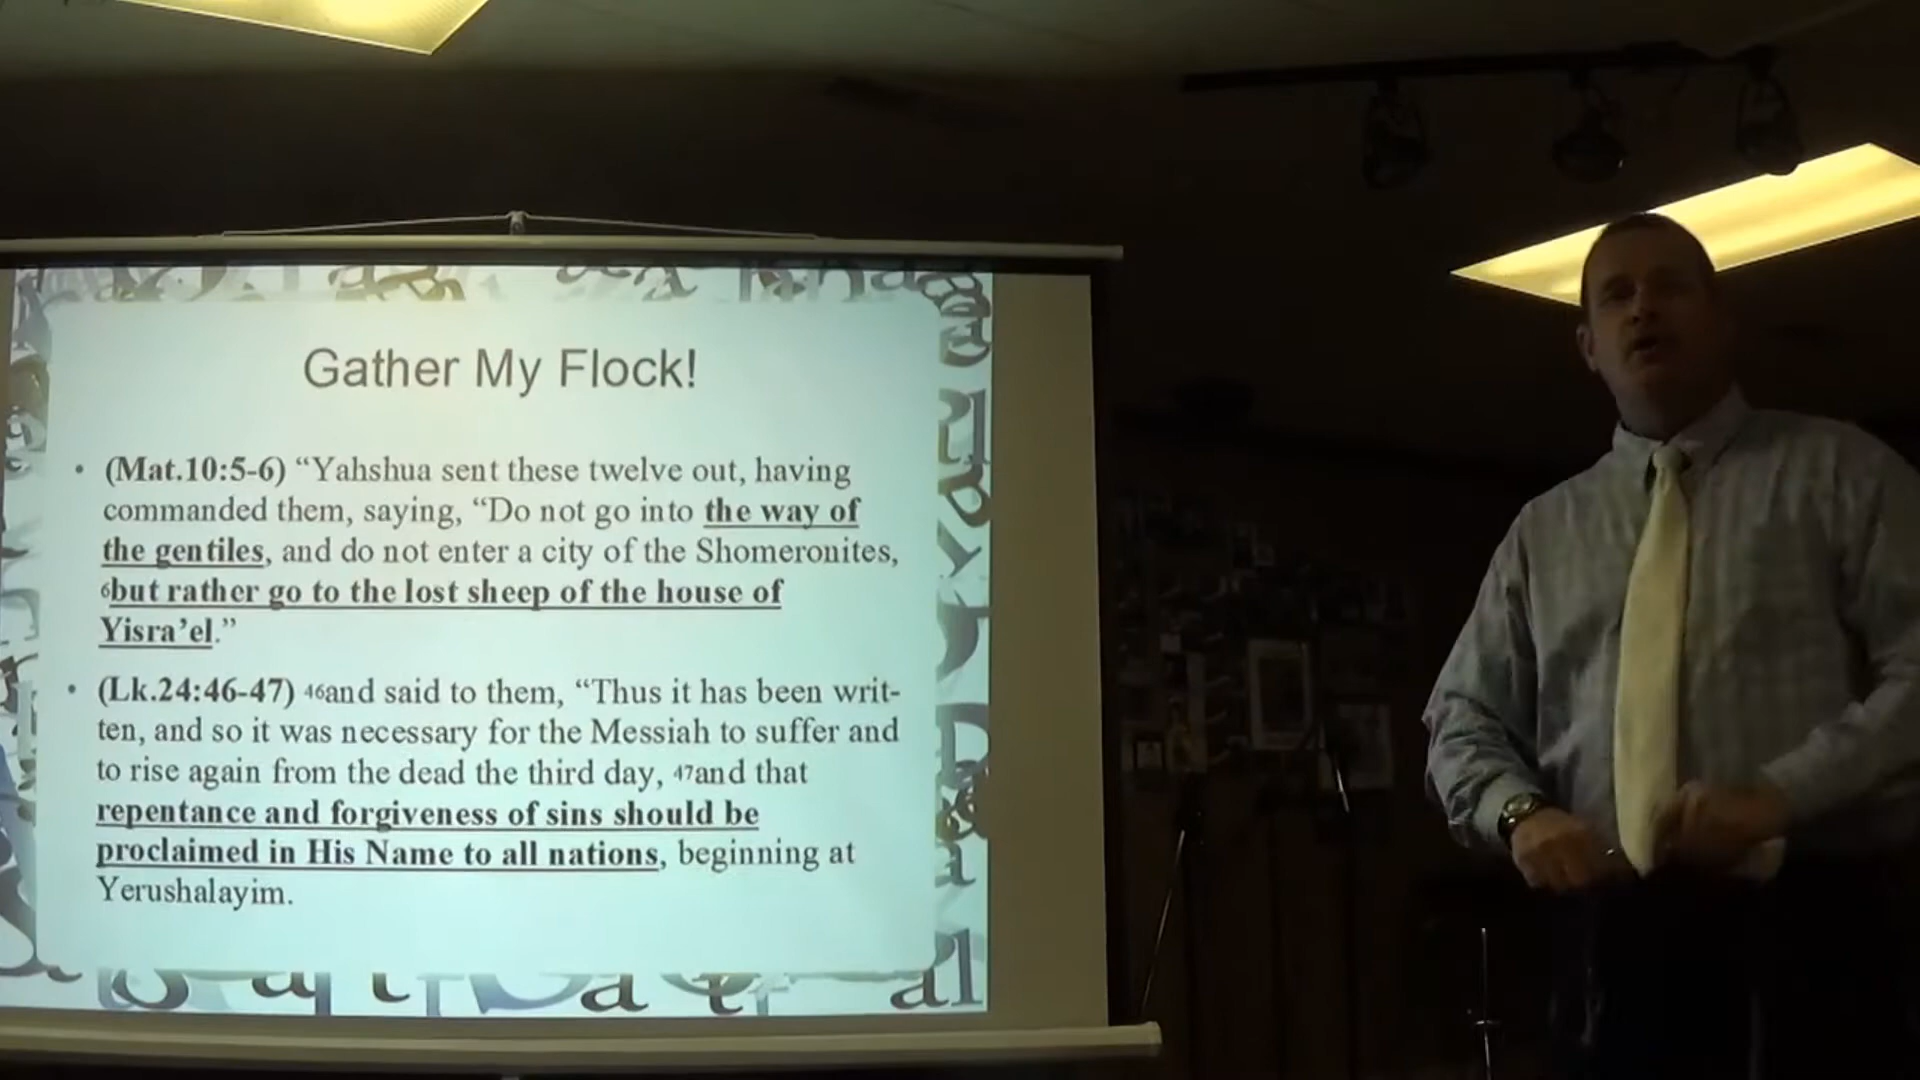 Gather My Flock!
• (Mat.10:5-6) “Yahshua sent these twelve out, having
commanded them, saying, “Do not go into the way of
the gentiles, and do not enter a city of the Shomeronites,
6but rather go to the lost sheep of the house of
Yisra’el.”
• (Lk.24:46-47) 46and said to them, “Thus it has been writ-
ten, and so it was necessary for the Messiah to suffer and
to rise again from the dead the third day, 47and that
repentance and forgiveness of sins should be
proclaimed in His Name to all nations, beginning at
Yerushalayim.